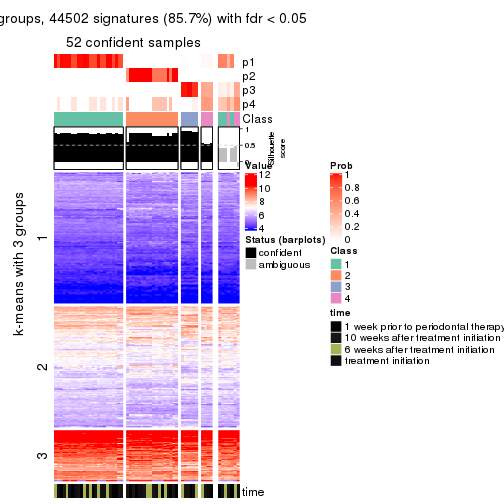 groups, 44502 signatures (85.7%) with fdr < 0.05
52 confident samples
p1
p2
p3
p4
Class
1
0.5
0
Silhouette
score
k-means with 3 groups
1
2
3
time
Value
12
10
8
6
4
Status (barplots)
confident
ambiguous
Prob
1
0.8
0.6
0.4
0.2
0
Class
1
2
3
4
time
1 week prior to periodontal therapy
10 weeks after treatment initiation
6 weeks after treatment initiation
treatment initiation